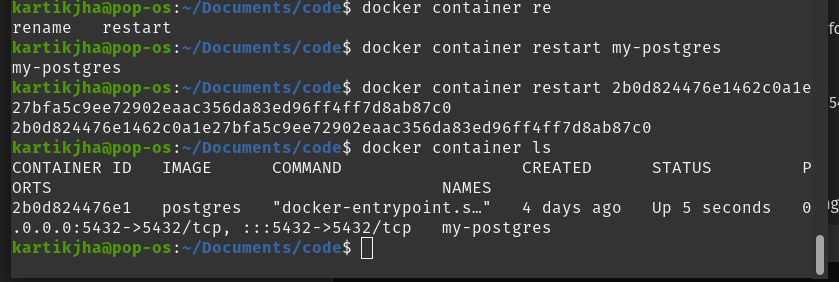 kartikjha@pop-os:~/Documents/code$ docker container re
rename   restart
kartikjha@pop-os:~/Documents/code$ docker container restart my-postgres
my-postgres
kartikjha@pop-os:~/Documents/code$ docker container restart 2b0d824476e1462c0a1e
27bfa5c9ee72902eaac356da83ed96ff4ff7d8ab87c0
2b0d824476e1462c0a1e27bfa5c9ee72902eaac356da83ed96ff4ff7d8ab87c0
kartikjha@pop-os:~/Documents/code$ docker container ls
CONTAINER ID   IMAGE      COMMAND                  CREATED      STATUS         P
ORTS                                       NAMES
2b0d824476e1   postgres   "docker-entrypoint.s…"   4 days ago   Up 5 seconds   0
.0.0.0:5432->5432/tcp, :::5432->5432/tcp   my-postgres
kartikjha@pop-os:~/Documents/code$